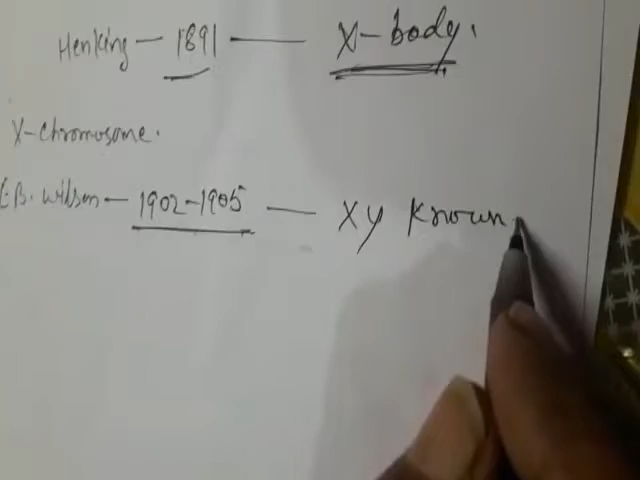 Henking — 1891 — X-body.
X-chromosome.
E.B. Wilson — 1902-1905 — XY Known